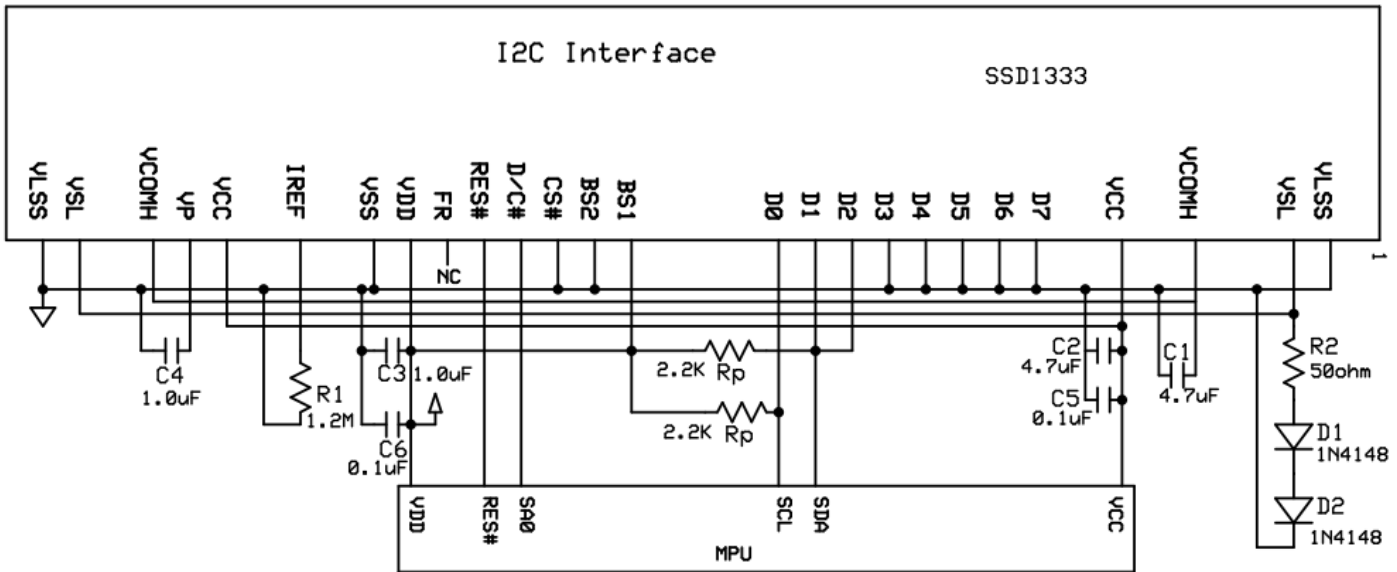 I2C Interface
SSD1333
VLSS
VSL
VCOMH
VP
VCC
IREF
VSS
VDD
FR
RES#
D/C#
CS#
BS2
BS1
D0
D1
D2
D3
D4
D5
D6
D7
VCC
VCOMH
VSL
VLSS
1
NC
C4
1.0uF
R1
1.2M
C3
1.0uF
C6
0.1uF
2.2K Rp
2.2K Rp
C2
4.7uF
C5
0.1uF
C1
4.7uF
R2
50ohm
D1
1N4148
D2
1N4148
VDD
RES#
SA0
SCL
SDA
VCC
MPU